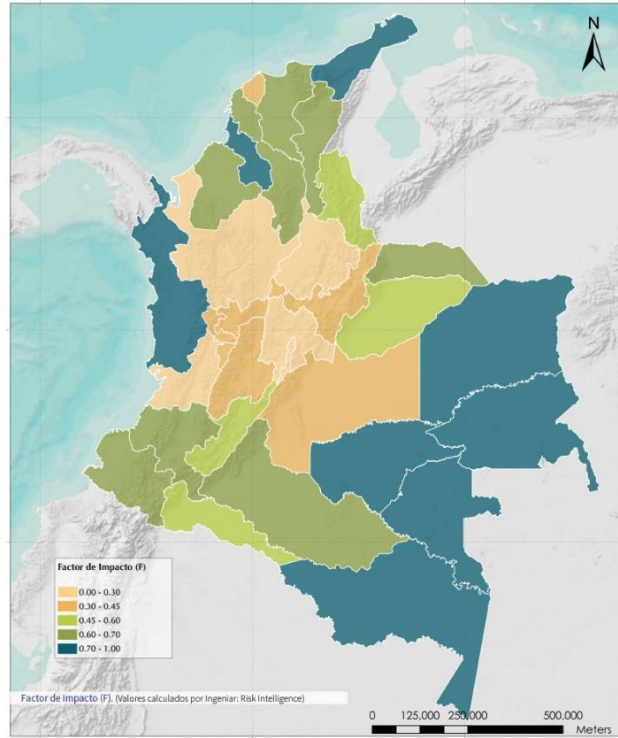 N
Factor de Impacto (F)
0.00 - 0.30
0.30 - 0.45
0.45 - 0.60
0.60 - 0.70
0.70 - 1.00
Factor de Impacto (F). (Valores calculados por Ingeniar: Risk Intelligence)
0 125,000 250,000 500,000
Meters